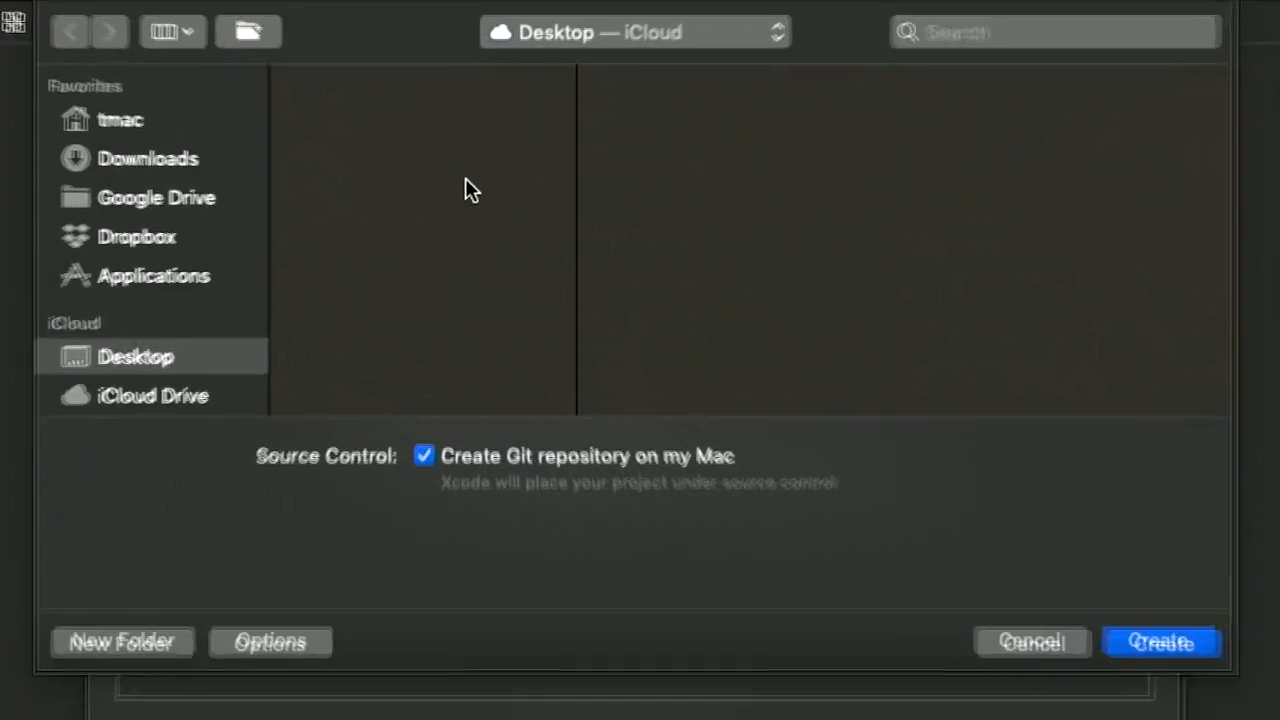 Desktop — iCloud
Search
Favorites
tmac
Downloads
Google Drive
Dropbox
Applications
iCloud
Desktop
iCloud Drive
Source Control: Create Git repository on my Mac
Xcode will place your project under source control
New Folder
Options
Cancel
Create